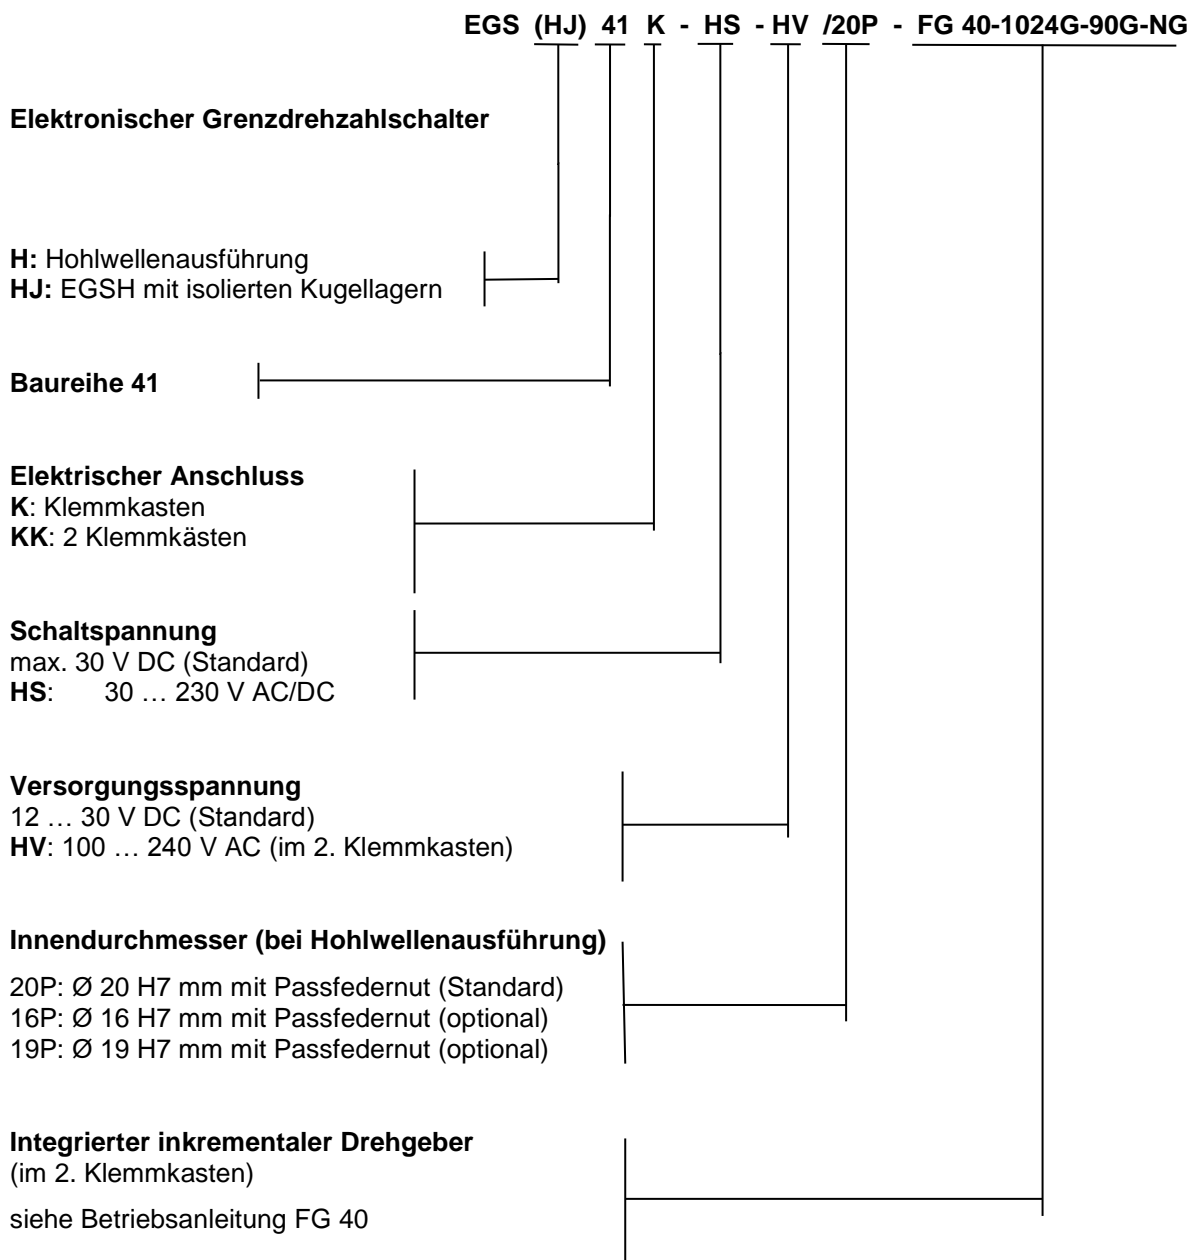 EGS (HJ) 41 K - HS - HV /20P - FG 40-1024G-90G-NG
Elektronischer Grenzdrehzahlschalter
H: Hohlwellenausführung
HJ: EGSH mit isolierten Kugellagern
Baureihe 41
Elektrischer Anschluss
K: Klemmkasten
KK: 2 Klemmkästen
Schaltspannung
max. 30 V DC (Standard)
HS: 30 … 230 V AC/DC
Versorgungsspannung
12 … 30 V DC (Standard)
HV: 100 … 240 V AC (im 2. Klemmkasten)
Innendurchmesser (bei Hohlwellenausführung)
20P: Ø 20 H7 mm mit Passfedernut (Standard)
16P: Ø 16 H7 mm mit Passfedernut (optional)
19P: Ø 19 H7 mm mit Passfedernut (optional)
Integrierter inkrementaler Drehgeber
(im 2. Klemmkasten)
siehe Betriebsanleitung FG 40